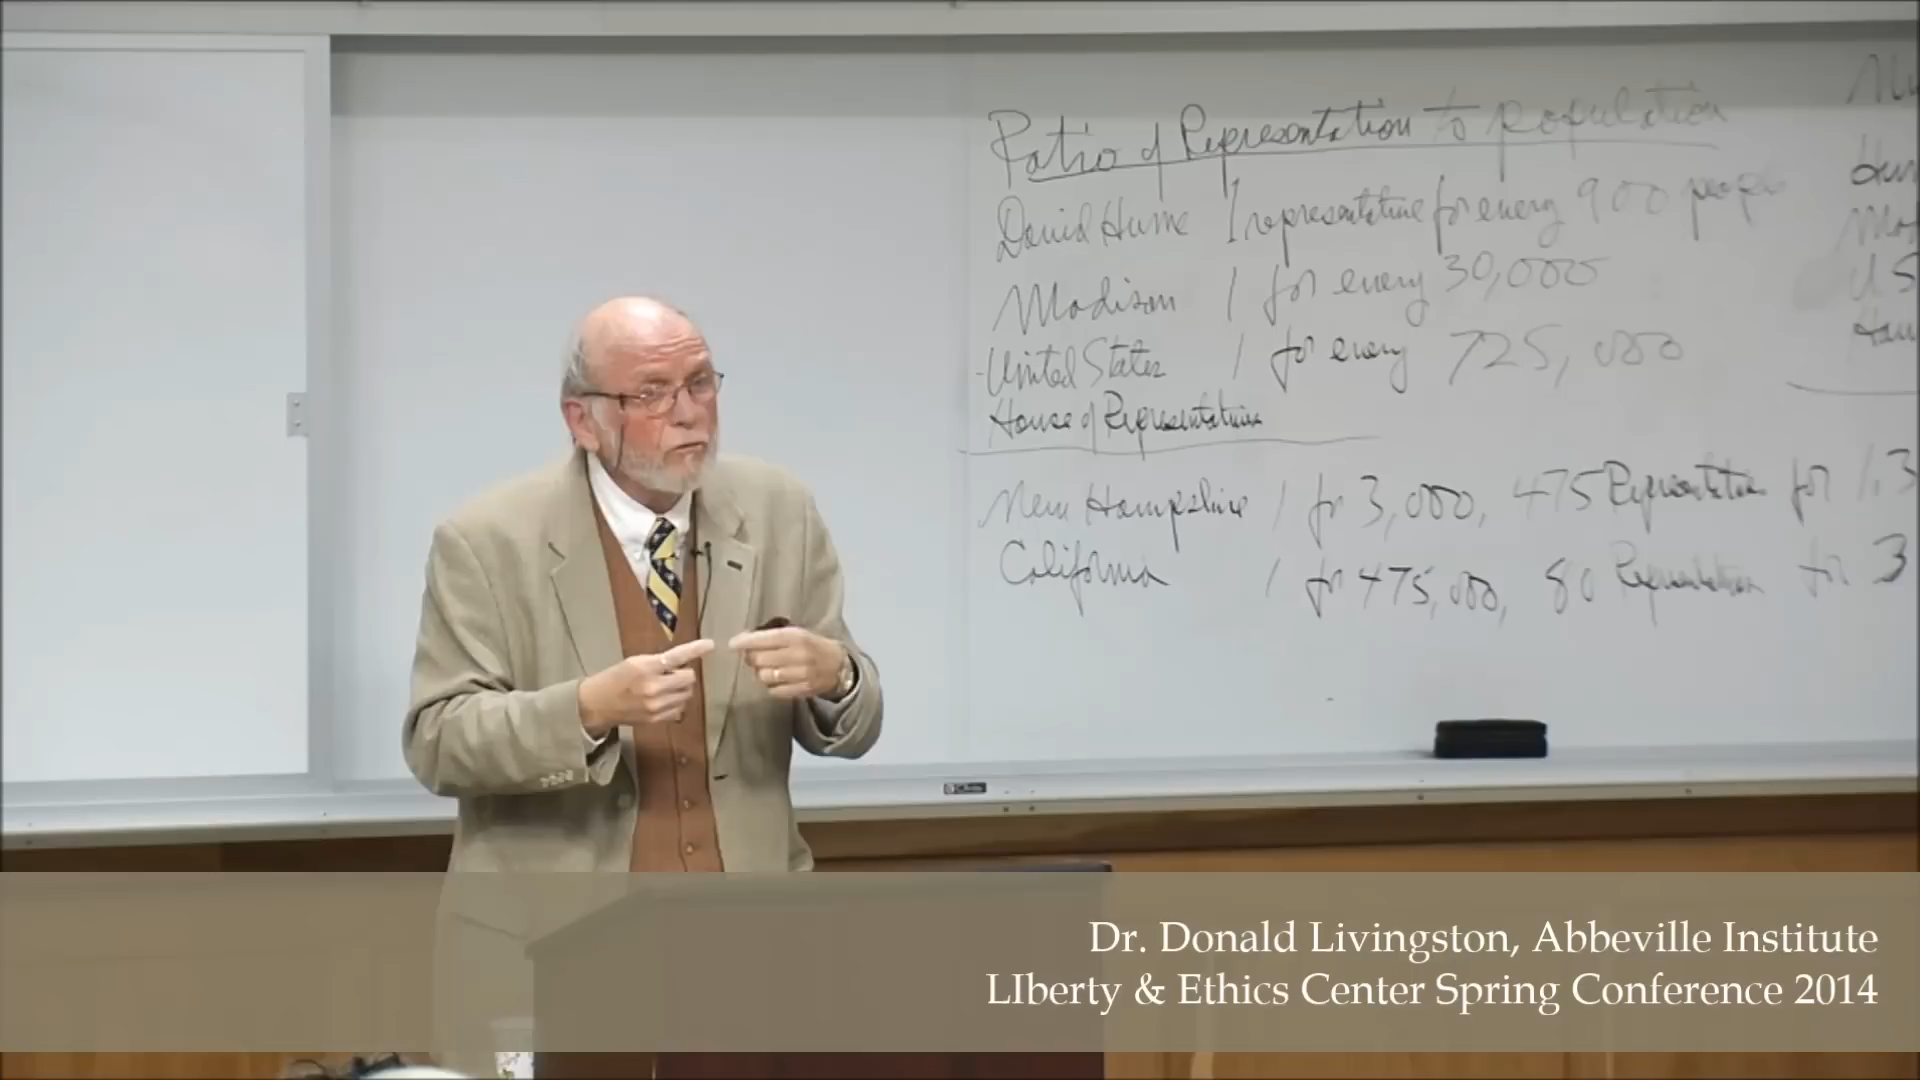 Ratio of Representation to population
David Hume 1 representative for every 900 people
Madison 1 for every 30,000
United States 1 for every 725,000
House of Representatives
New Hampshire 1 for 3,000, 475 Representatives for 1.3
California 1 for 475,000, 80 Representatives for 3
U S
Dr. Donald Livingston, Abbeville Institute
LIberty & Ethics Center Spring Conference 2014